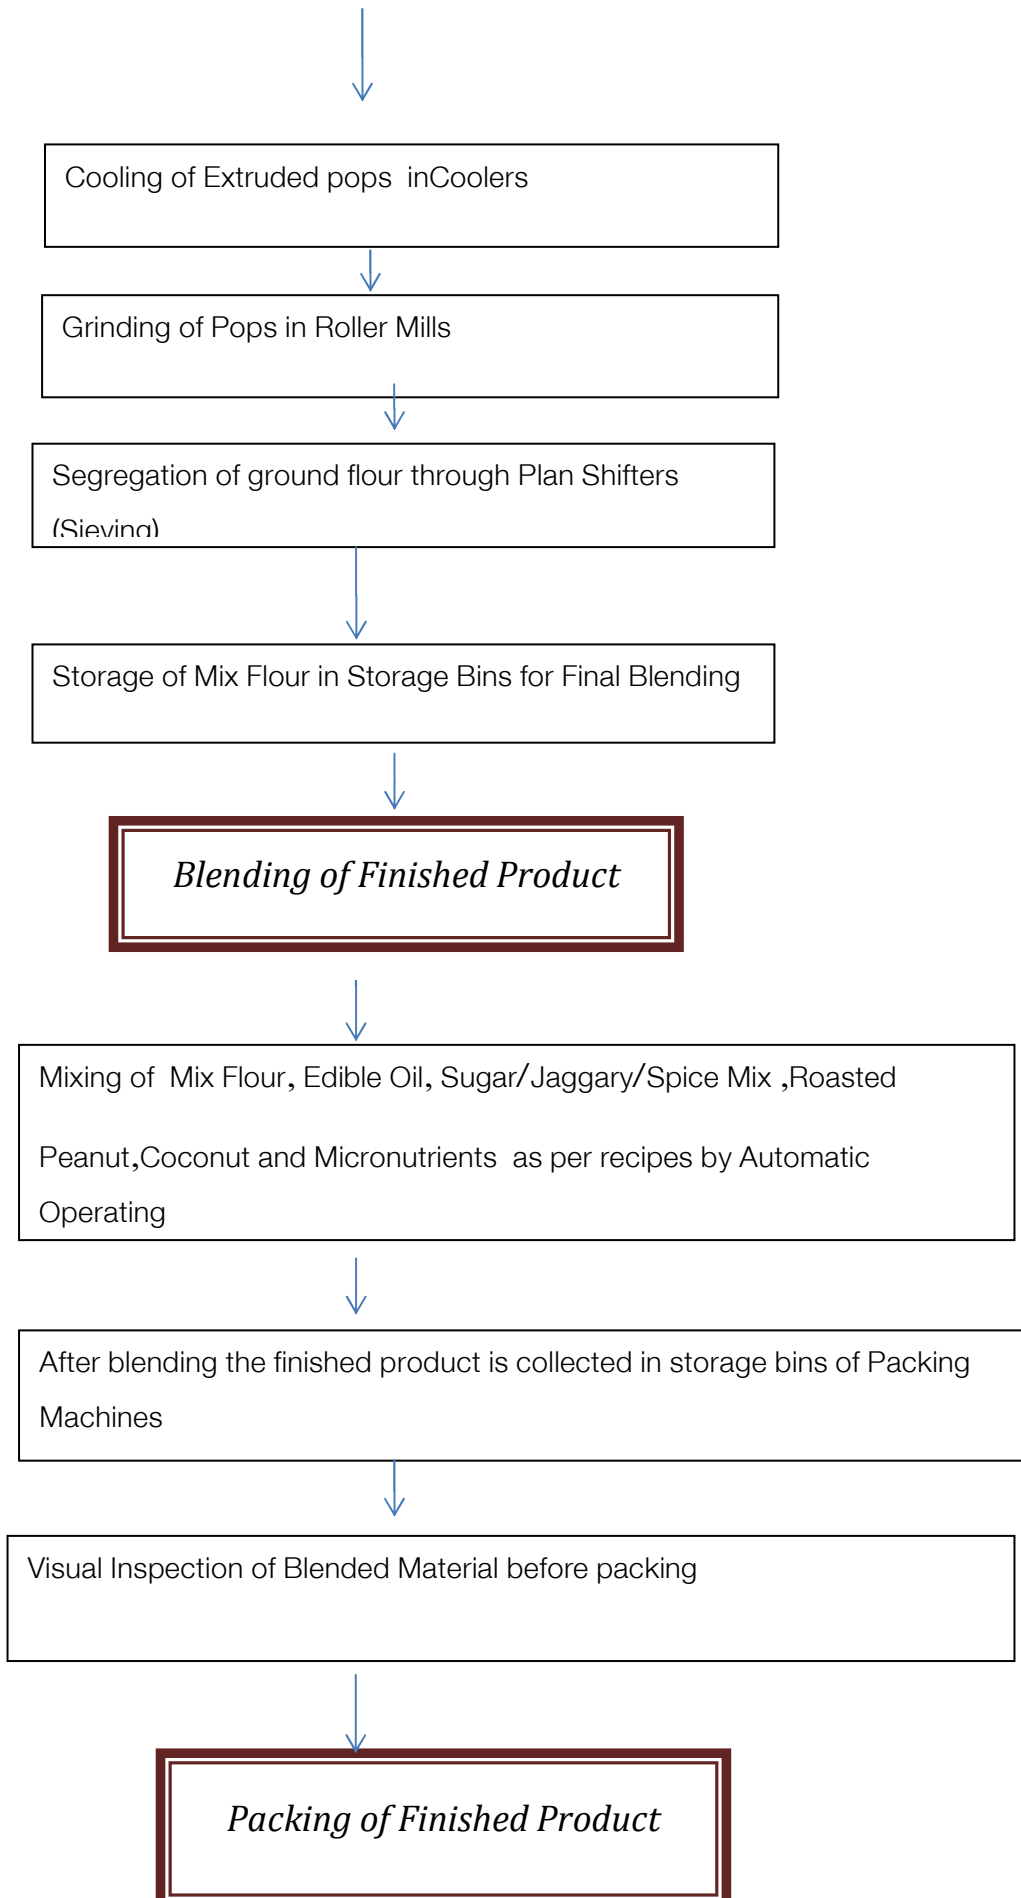 Cooling of Extruded pops inCoolers
Grinding of Pops in Roller Mills
Segregation of ground flour through Plan Shifters
(Sieving)
Storage of Mix Flour in Storage Bins for Final Blending
Blending of Finished Product
Mixing of Mix Flour, Edible Oil, Sugar/Jaggary/Spice Mix ,Roasted
Peanut,Coconut and Micronutrients as per recipes by Automatic
Operating
After blending the finished product is collected in storage bins of Packing
Machines
Visual Inspection of Blended Material before packing
Packing of Finished Product